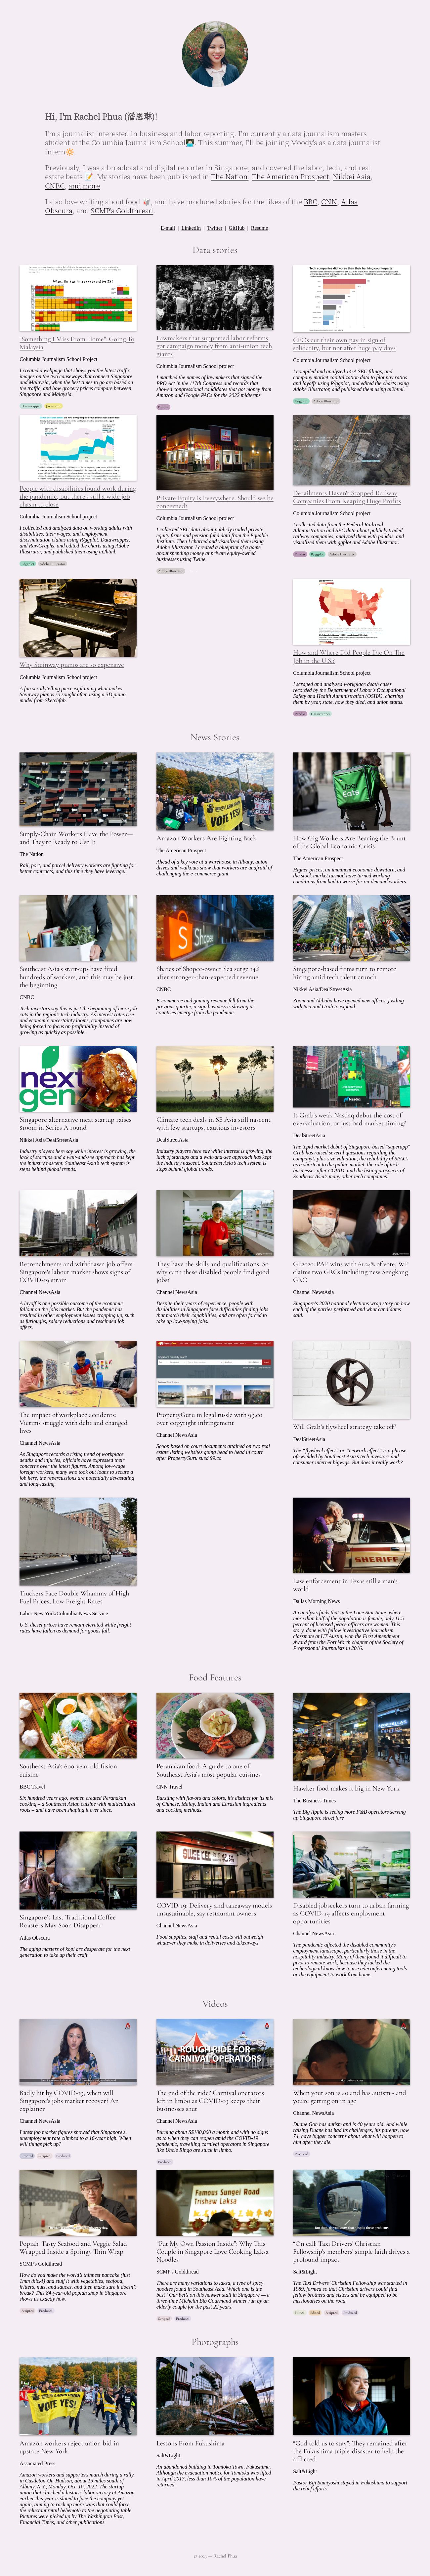 Hi, I'm Rachel Phua (潘恩琳)!
I'm a journalist interested in business and labor reporting. I'm currently a data journalism masters
student at the Columbia Journalism School👩🏻‍💻. This summer, I'll be joining Moody's as a data journalism
intern🔆.
Previously, I was a broadcast and digital reporter in Singapore, and covered the labor, tech, and real
estate beats 📝. My stories have been published in The Nation, The American Prospect, Nikkei Asia,
CNBC, and more.
I also love writing about food 🥡, and have produced stories for the likes of the BBC, CNN, Atlas
Obscura, and SCMP's Goldthread.
E-mail | LinkedIn | Twitter | GitHub | Resume
Data stories
"Something I Miss From Home": Going To
Malaysia
Columbia Journalism School Project
I created a webpage that shows you the latest traffic
images on the two causeways that connect Singapore
and Malaysia, when the best times to go are based on
the traffic, and how grocery prices compare between
Singapore and Malaysia.
Datawrapper Javascript
Lawmakers that supported labor reforms
got campaign money from anti-union tech
giants
Columbia Journalism School project
I matched the names of lawmakers that signed the
PRO Act in the 117th Congress and records that
showed congressional candidates that got money from
Amazon and Google PACs for the 2022 midterms.
Pandas
CEOs cut their own pay in sign of
solidarity, but not after huge pay days
Columbia Journalism School project
I compiled and analyzed 14-A SEC filings, and
company market capitalization data to get pay ratios
and layoffs using R/ggplot, and edited the charts using
Adobe Illustrator, and published them using ai2html.
R/ggplot Adobe Illustrator
People with disabilities found work during
the pandemic, but there's still a wide job
chasm to close
Columbia Journalism School project
I collected and analyzed data on working adults with
disabilities, their wages, and employment
discrimination claims using R/ggplot, Datawrapper,
and RawGraphs, and edited the charts using Adobe
Illustrator, and published them using ai2html.
R/ggplot Adobe Illustrator
Private Equity is Everywhere. Should we be
concerned?
Columbia Journalism School project
I collected SEC data about publicly traded private
equity firms and pension fund data from the Equable
Institute. Then I charted and visualized them using
Adobe Illustrator. I created a blueprint of a game
about spending money at private equity-owned
businesses using Twine.
Adobe Illustrator
Derailments Haven't Stopped Railway
Companies From Reaping Huge Profits
Columbia Journalism School project
I collected data from the Federal Railroad
Administration and SEC data about publicly traded
railway companies, analyzed them with pandas, and
visualized them with ggplot and Adobe Illustrator.
Pandas R/ggplot Adobe Illustrator
Why Steinway pianos are so expensive
Columbia Journalism School project
A fun scrollytelling piece explaining what makes
Steinway pianos so sought after, using a 3D piano
model from Sketchfab.
How and Where Did People Die On The
Job in the U.S.?
Columbia Journalism School project
I scraped and analyzed workplace death cases
recorded by the Department of Labor's Occupational
Safety and Health Administration (OSHA), charting
them by year, state, how they died, and union status.
Pandas Datawrapper
News Stories
Supply-Chain Workers Have the Power—
and They're Ready to Use It
The Nation
Rail, port, and parcel delivery workers are fighting for
better contracts, and this time they have leverage.
VOTE YES!
Amazon Workers Are Fighting Back
The American Prospect
Ahead of a key vote at a warehouse in Albany, union
drives and walkouts show that workers are unafraid of
challenging the e-commerce giant.
How Gig Workers Are Bearing the Brunt
of the Global Economic Crisis
The American Prospect
Higher prices, an imminent economic downturn, and
the stock market turmoil have turned working
conditions from bad to worse for on-demand workers.
Southeast Asia's start-ups have fired
hundreds of workers, and this may be just
the beginning
CNBC
Tech investors say this is just the beginning of more job
cuts in the region's tech industry. As interest rates rise
and economic uncertainty looms, companies are now
being forced to focus on profitability instead of
growing as quickly as possible.
Shopee
Shares of Shopee-owner Sea surge 14%
after stronger-than-expected revenue
CNBC
E-commerce and gaming revenue fell from the
previous quarter, a sign business is slowing as
countries emerge from the pandemic.
Singapore-based firms turn to remote
hiring amid tech talent crunch
Nikkei Asia/DealStreetAsia
Zoom and Alibaba have opened new offices, jostling
with Sea and Grab to expand.
next
gen
Singapore alternative meat startup raises
$100m in Series A round
Nikkei Asia/DealStreetAsia
Industry players here say while interest is growing, the
lack of startups and a wait-and-see approach has kept
the industry nascent. Southeast Asia's tech system is
steps behind global trends.
Climate tech deals in SE Asia still nascent
with few startups, cautious investors
DealStreetAsia
Industry players here say while interest is growing, the
lack of startups and a wait-and-see approach has kept
the industry nascent. Southeast Asia's tech system is
steps behind global trends.
Is Grab's weak Nasdaq debut the cost of
overvaluation, or just bad market timing?
DealStreetAsia
The tepid market debut of Singapore-based "superapp"
Grab has raised several questions regarding the
company's plus-size valuation, the reliability of SPACs
as a shortcut to the public market, the role of tech
businesses after COVID, and the listing prospects of
Southeast Asia's many other tech companies.
Retrenchments and withdrawn job offers:
Singapore's labour market shows signs of
COVID-19 strain
Channel NewsAsia
A layoff is one possible outcome of the economic
fallout on the job market. But the pandemic has
resulted in other employment issues cropping up, such
as furloughs, salary reductions and rescinded job
offers.
They have the skills and qualifications. So
why can't these disabled people find good
jobs?
Channel NewsAsia
Despite their years of experience, people with
disabilities in Singapore face difficulties finding jobs
that match their capabilities, and are often forced to
take up low-paying jobs.
GE2020: PAP wins with 61.24% of vote; WP
claims two GRCs including new Sengkang
GRC
Channel NewsAsia
Singapore's 2020 national elections wrap story on how
each of the parties performed and what candidates
said.
The impact of workplace accidents:
Victims struggle with debt and changed
lives
Channel NewsAsia
As Singapore records a rising trend of workplace
deaths and injuries, officials have expressed their
concerns over the latest figures. Among low-wage
foreign workers, many who took out loans to secure a
job here, the repercussions are potentially devastating
and long-lasting.
PropertyGuru in legal tussle with 99.co
over copyright infringement
Channel NewsAsia
Scoop based on court documents attained on two real
estate listing websites going head to head in court
after PropertyGuru sued 99.co.
Will Grab's flywheel strategy take off?
DealStreetAsia
The "flywheel effect" or "network effect" is a phrase
oft-wielded by Southeast Asia's tech investors and
consumer internet bigwigs. But does it really work?
Truckers Face Double Whammy of High
Fuel Prices, Low Freight Rates
Labor New York/Columbia News Service
U.S. diesel prices have remain elevated while freight
rates have fallen as demand for goods fall.
SHERIFF
Law enforcement in Texas still a man's
world
Dallas Morning News
An analysis finds that in the Lone Star State, where
more than half of the population is female, only 11.5
percent of licensed peace officers are women. This
story, done with fellow investigative journalism
classmate at UT Austin, won the First Amendment
Award from the Fort Worth chapter of the Society of
Professional Journalists in 2016.
Food Features
Southeast Asia's 600-year-old fusion
cuisine
BBC Travel
Six hundred years ago, women created Peranakan
cooking – a Southeast Asian cuisine with multicultural
roots – and have been shaping it ever since.
Peranakan food: A guide to one of
Southeast Asia's most popular cuisines
CNN Travel
Bursting with flavors and colors, it's distinct for its mix
of Chinese, Malay, Indian and Eurasian ingredients
and cooking methods.
Hawker food makes it big in New York
The Business Times
The Big Apple is seeing more F&B operators serving
up Singapore street fare
Singapore's Last Traditional Coffee
Roasters May Soon Disappear
Atlas Obscura
The aging masters of kopi are desperate for the next
generation to take up their craft.
COVID-19: Delivery and takeaway models
unsustainable, say restaurant owners
Channel NewsAsia
Food supplies, staff and rental costs will outweigh
whatever they make in deliveries and takeaways.
Disabled jobseekers turn to urban farming
as COVID-19 affects employment
opportunities
Channel NewsAsia
The pandemic affected the disabled community's
employment landscape, particularly those in the
hospitality industry. Many of them found it difficult to
pivot to remote work, because they lacked the
technological know-how to use teleconferencing tools
or the equipment to work from home.
Videos
Badly hit by COVID-19, when will
Singapore's jobs market recover? An
explainer
Channel NewsAsia
Latest job market figures showed that Singapore's
unemployment rate climbed to a 16-year high. When
will things pick up?
Featured Scripted Produced
ROUGH RIDE FOR
CARNIVAL OPERATORS
The end of the ride? Carnival operators
left in limbo as COVID-19 keeps their
businesses shut
Channel NewsAsia
Burning about S$100,000 a month and with no signs
as to when they can reopen amid the COVID-19
pandemic, travelling carnival operators in Singapore
like Uncle Ringo are stuck in limbo.
Produced
When your son is 40 and has autism - and
you're getting on in age
Channel NewsAsia
Duane Goh has autism and is 40 years old. And while
raising Duane has had its challenges, his parents, now
74, have bigger concerns about what will happen to
him after they die.
Produced
Popiah: Tasty Seafood and Veggie Salad
Wrapped Inside a Springy Thin Wrap
SCMP's Goldthread
How do you make the world's thinnest pancake (just
1mm thick!) and stuff it with vegetables, seafood,
fritters, nuts, and sauces, and then make sure it doesn't
break? This 84-year-old popiah shop in Singapore
shows us exactly how.
Scripted Produced
Famous Sungei Road
Trishaw Laksa
"Put My Own Passion Inside": Why This
Couple in Singapore Love Cooking Laksa
Noodles
SCMP's Goldthread
There are many variations to laksa, a type of spicy
noodles found in Southeast Asia. Which one is the
best? Our bet's on this hawker stall in Singapore — a
three-time Michelin Bib Gourmand winner run by an
elderly couple for the past 22 years.
Scripted Produced
"On call: Taxi Drivers' Christian
Fellowship's members' simple faith drives a
profound impact
Salt&Light
The Taxi Drivers' Christian Fellowship was started in
1989, formed so that Christian cabbies could find
fellow brothers and sisters and be equipped to be
missionaries on the road.
Filmed Edited Scripted Produced
Photographs
VOTE YES!
Amazon workers reject union bid in
upstate New York
Associated Press
Amazon workers and supporters march during a rally
in Castleton-On-Hudson, about 15 miles south of
Albany, N.Y., Monday, Oct. 10, 2022. The startup
union that clinched a historic labor victory at Amazon
earlier this year is slated to face the company yet
again, aiming to rack up more wins that could force
the reluctant retail behemoth to the negotiating table.
Pictures were picked up by The Washington Post,
Financial Times, and other publications.
Lessons From Fukushima
Salt&Light
An abandoned building in Tomioka Town, Fukushima.
Although the evacuation notice for Tomioka was lifted
in April 2017, less than 10% of the population have
returned.
"God told us to stay": They remained after
the Fukushima triple-disaster to help the
afflicted
Salt&Light
Pastor Eiji Sumiyoshi stayed in Fukushima to support
the relief efforts.
© 2023 — Rachel Phua